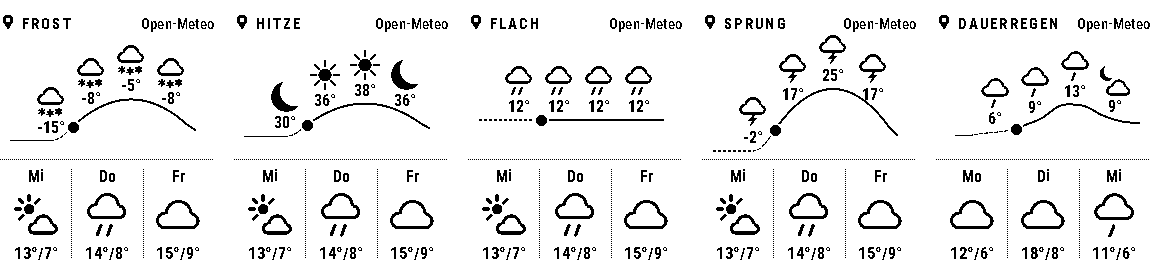 FROST Open-Meteo
-15° -8° -5° -8°
Mi Do Fr
13°/7° 14°/8° 15°/9°
HITZE Open-Meteo
30° 36° 38° 36°
Mi Do Fr
13°/7° 14°/8° 15°/9°
FLACH Open-Meteo
12° 12° 12° 12°
Mi Do Fr
13°/7° 14°/8° 15°/9°
SPRUNG Open-Meteo
-2° 17° 25° 17°
Mi Do Fr
13°/7° 14°/8° 15°/9°
DAUERREGEN Open-Meteo
6° 9° 13° 9°
Mo Di Mi
12°/6° 18°/8° 11°/6°